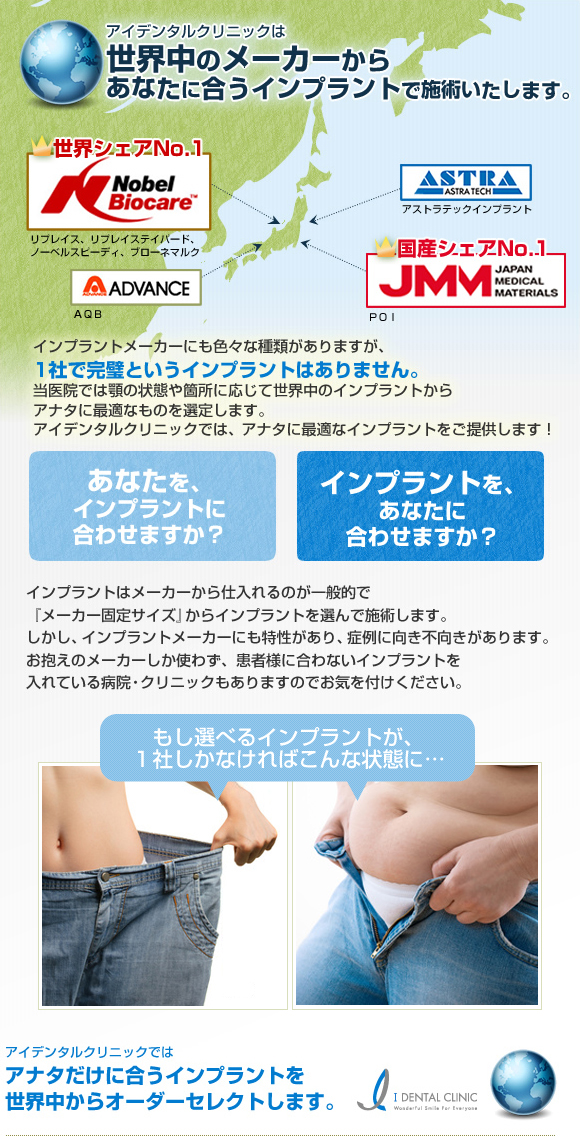 アイデンタルクリニックは
世界中のメーカーから
あなたに合うインプラントで施術いたします。
世界シェアNo.1
Nobel
Biocare™
リプレイス、リプレイステイパード、
ノーベルスピーディ、ブローネマルク
ASTRA
ASTRA TECH
アストラテックインプラント
ADVANCE
ADVANCE
AQB
国産シェアNo.1
JMM JAPAN
MEDICAL
MATERIALS
POI
インプラントメーカーにも色々な種類がありますが、
1社で完璧というインプラントはありません。
当医院では顎の状態や箇所に応じて世界中のインプラントから
アナタに最適なものを選定します。
アイデンタルクリニックでは、アナタに最適なインプラントをご提供します！
あなたを、
インプラントに
合わせますか？
インプラントを、
あなたに
合わせますか？
インプラントはメーカーから仕入れるのが一般的で
『メーカー固定サイズ』からインプラントを選んで施術します。
しかし、インプラントメーカーにも特性があり、症例に向き不向きがあります。
お抱えのメーカーしか使わず、患者様に合わないインプラントを
入れている病院・クリニックもありますのでお気を付けください。
もし選べるインプラントが、
1社しかなければこんな状態に…
アイデンタルクリニックでは
アナタだけに合うインプラントを
世界中からオーダーセレクトします。
I DENTAL CLINIC
Wonderful Smile For Everyone